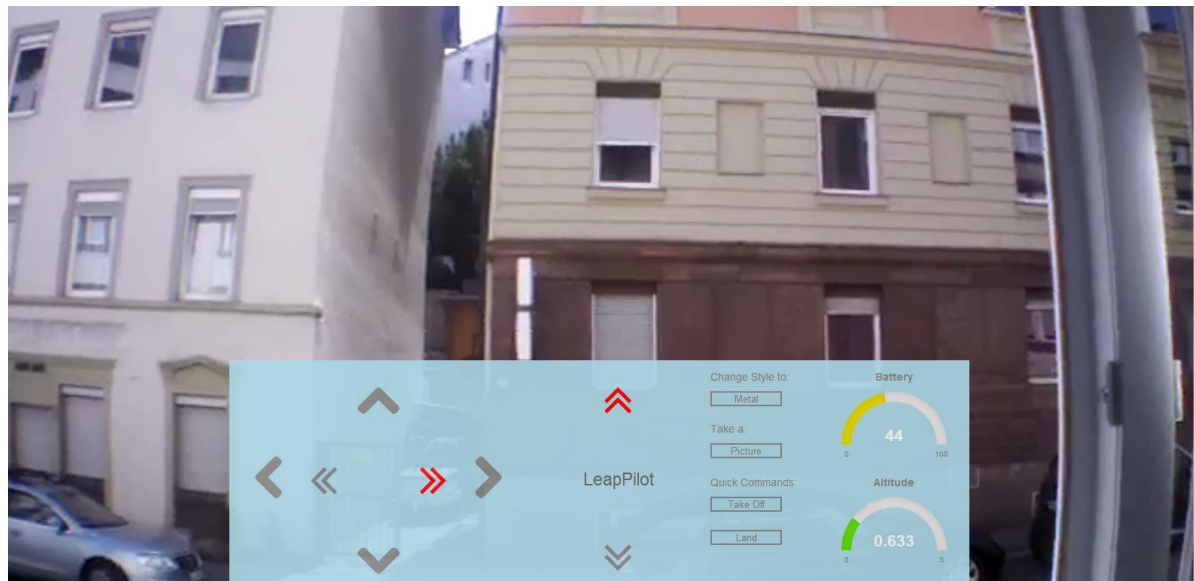 Change Style to:
Metal
Take a:
Picture
Quick Commands:
Take Off
Land
LeapPilot
Battery
44
0
100
Altitude
0.633
0
3